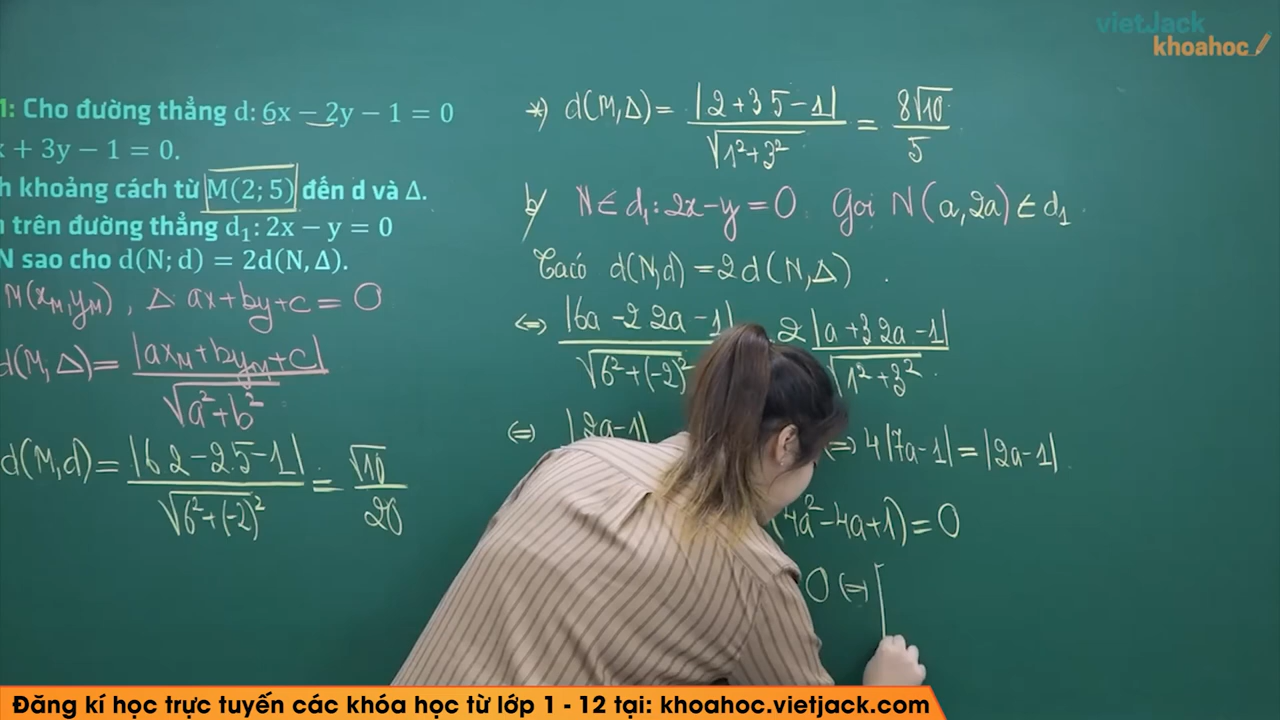 vietJack
khoahoc
1: Cho đường thẳng d: 6x − 2y − 1 = 0
+ 3y − 1 = 0.
khoảng cách từ M(2; 5) đến d và Δ.
trên đường thẳng d₁: 2x − y = 0
N sao cho d(N; d) = 2d(N, Δ).
M(x_M, y_M), Δ: ax + by + c = 0
d(M, Δ) = |ax_M + by_M + c| / √(a² + b²)
d(M, d) = |6.2 − 2.5 − 1| / √(6² + (−2)²) = √10 / 20
*) d(M, Δ) = |2 + 3.5 − 1| / √(1² + 3²) = 8√10 / 5
b/ N ∈ d₁: 2x − y = 0. Gọi N(a, 2a) ∈ d₁
Ta có d(N, d) = 2d(N, Δ).
⇔ |6a − 2.2a − 1| / √(6² + (−2)²) 2|a + 3.2a − 1| / √(1² + 3²)
⇔ |2a − 1| ⇔ 4|7a − 1| = |2a − 1|
(4a² − 4a + 1) = 0
0 ⇔ [
Đăng kí học trực tuyến các khóa học từ lớp 1 - 12 tại: khoahoc.vietjack.com